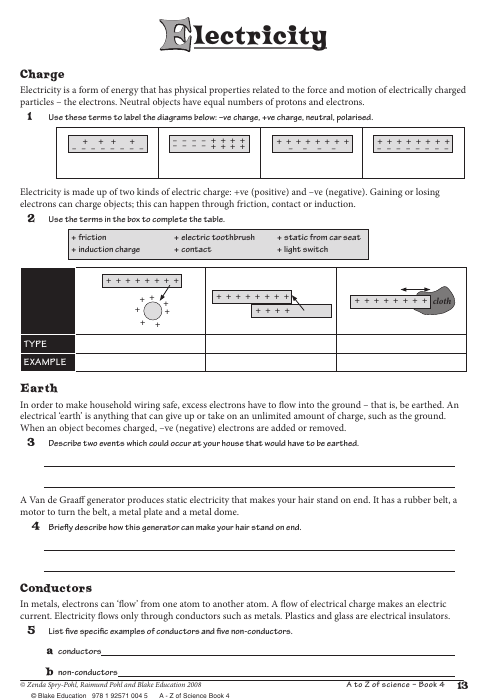 Electricity
Charge
Electricity is a form of energy that has physical properties related to the force and motion of electrically charged
particles – the electrons. Neutral objects have equal numbers of protons and electrons.
1 Use these terms to label the diagrams below: –ve charge, +ve charge, neutral, polarised.
+ + + +
– – – – – – – –
– – – – + + + +
– – – – + + + +
+ + + + + + + +
– – – –
+ + + + + + + +
– – – – – – – –
Electricity is made up of two kinds of electric charge: +ve (positive) and –ve (negative). Gaining or losing
electrons can charge objects; this can happen through friction, contact or induction.
2 Use the terms in the box to complete the table.
+ friction + electric toothbrush + static from car seat
+ induction charge + contact + light switch
+ + + + + + + +
+ + + + + + +
+ + + + + + + +
+ + + +
+ + + + + + + + cloth
TYPE
EXAMPLE
Earth
In order to make household wiring safe, excess electrons have to flow into the ground – that is, be earthed. An
electrical 'earth' is anything that can give up or take on an unlimited amount of charge, such as the ground.
When an object becomes charged, –ve (negative) electrons are added or removed.
3 Describe two events which could occur at your house that would have to be earthed.
A Van de Graaff generator produces static electricity that makes your hair stand on end. It has a rubber belt, a
motor to turn the belt, a metal plate and a metal dome.
4 Briefly describe how this generator can make your hair stand on end.
Conductors
In metals, electrons can 'flow' from one atom to another atom. A flow of electrical charge makes an electric
current. Electricity flows only through conductors such as metals. Plastics and glass are electrical insulators.
5 List five specific examples of conductors and five non-conductors.
a conductors
b non-conductors
© Zenda Spry-Pohl, Raimund Pohl and Blake Education 2008 A to Z of science – Book 4 13
© Blake Education 978 1 92571 004 5 A - Z of Science Book 4